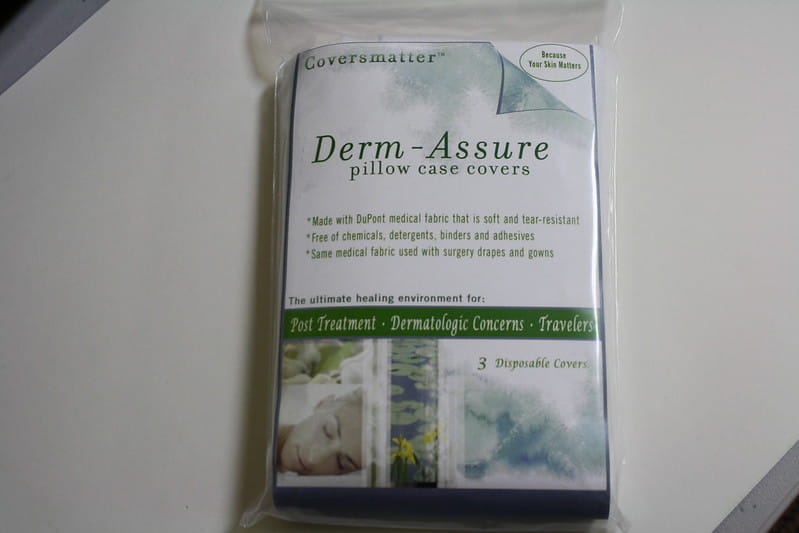 Coversmatter™
Because
Your Skin Matters
Derm-Assure
pillow case covers
*Made with DuPont medical fabric that is soft and tear-resistant
*Free of chemicals, detergents, binders and adhesives
*Same medical fabric used with surgery drapes and gowns
The ultimate healing environment for:
Post Treatment · Dermatologic Concerns · Travelers
3 Disposable Covers